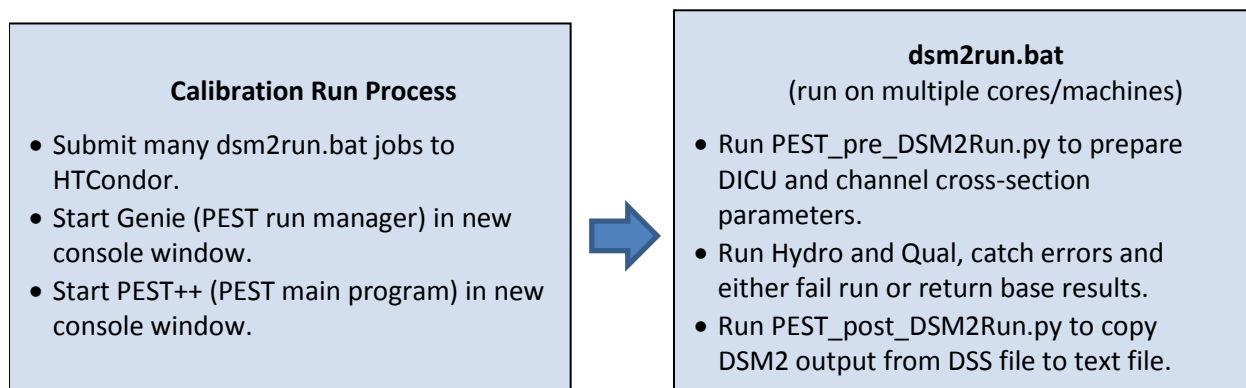 Calibration Run Process
• Submit many dsm2run.bat jobs to
HTCondor.
• Start Genie (PEST run manager) in new
console window.
• Start PEST++ (PEST main program) in new
console window.
dsm2run.bat
(run on multiple cores/machines)
• Run PEST_pre_DSM2Run.py to prepare
DICU and channel cross-section
parameters.
• Run Hydro and Qual, catch errors and
either fail run or return base results.
• Run PEST_post_DSM2Run.py to copy
DSM2 output from DSS file to text file.